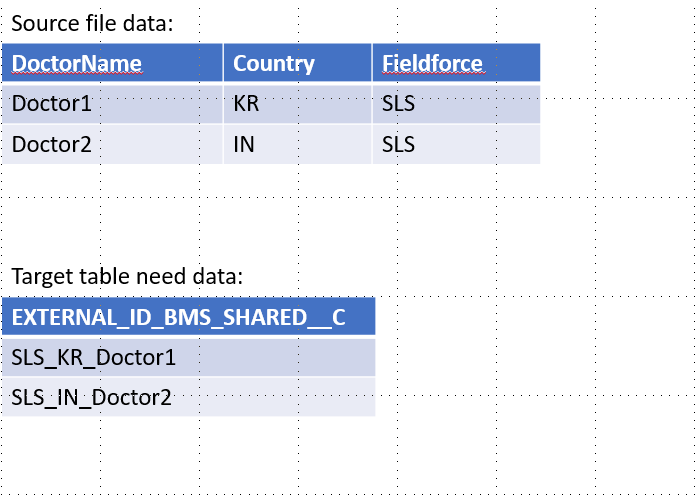 Source file data:
DoctorName Country Fieldforce
Doctor1 KR SLS
Doctor2 IN SLS
Target table need data:
EXTERNAL_ID_BMS_SHARED__C
SLS_KR_Doctor1
SLS_IN_Doctor2